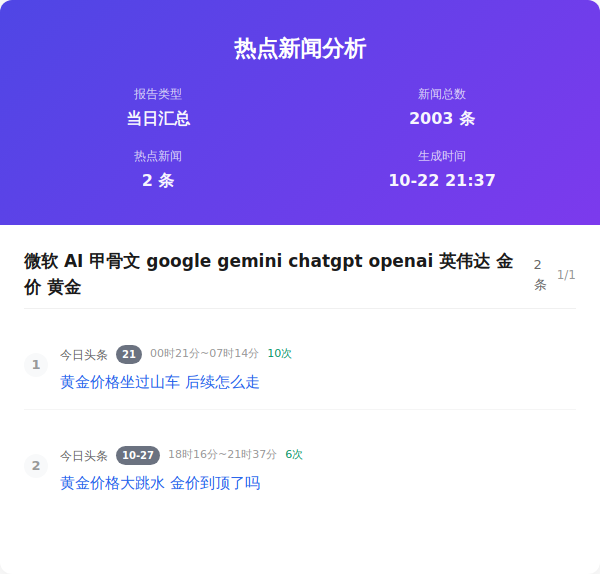 热点新闻分析
报告类型
新闻总数
当日汇总
2003 条
热点新闻
生成时间
2 条
10-22 21:37
微软 AI 甲骨文 google gemini chatgpt openai 英伟达 金
价 黄金
2
条
1/1
1
今日头条 21 00时21分~07时14分 10次
黄金价格坐过山车 后续怎么走
2
今日头条 10-27 18时16分~21时37分 6次
黄金价格大跳水 金价到顶了吗